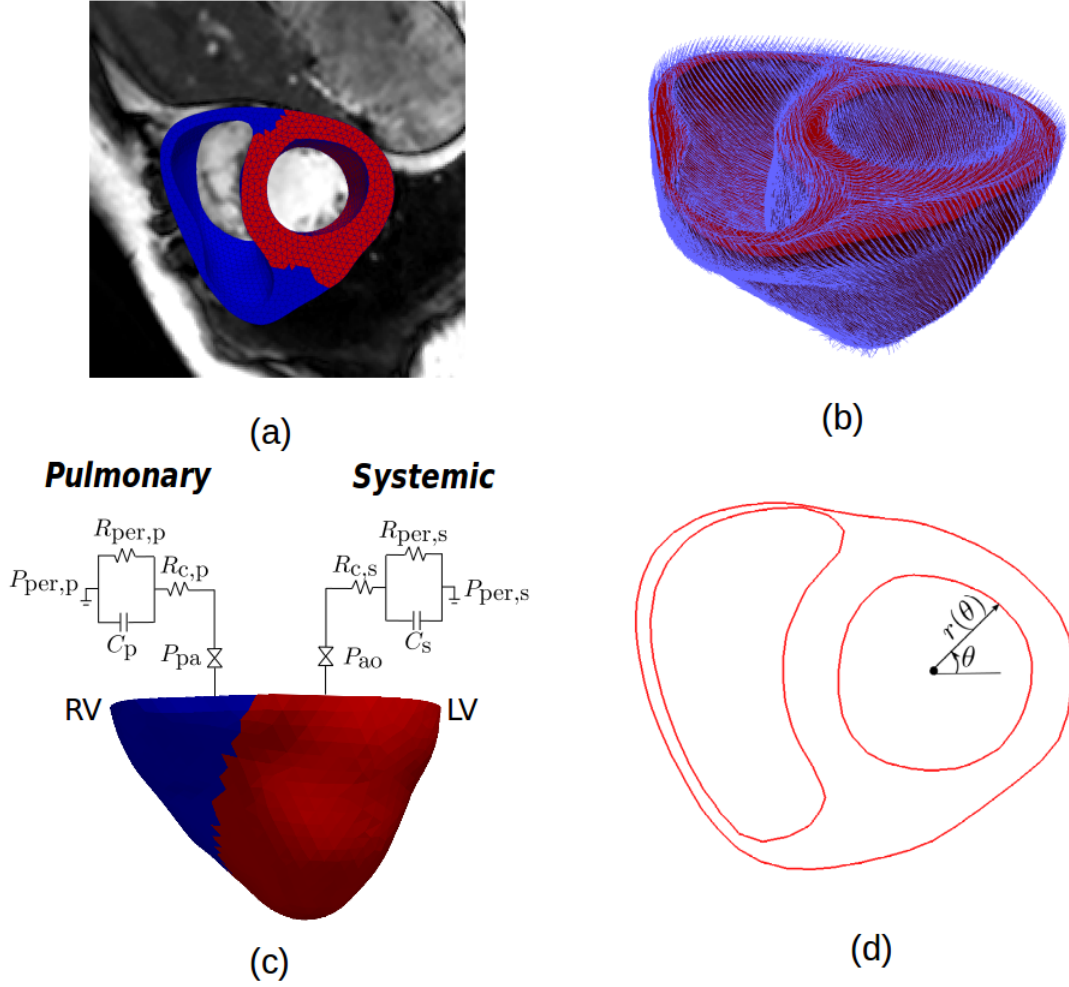 (a)
(b)
Pulmonary
Systemic
R_per,p
R_c,p
P_per,p
C_p
P_pa
R_per,s
R_c,s
P_per,s
C_s
P_ao
RV
LV
(c)
r(θ)
θ
(d)